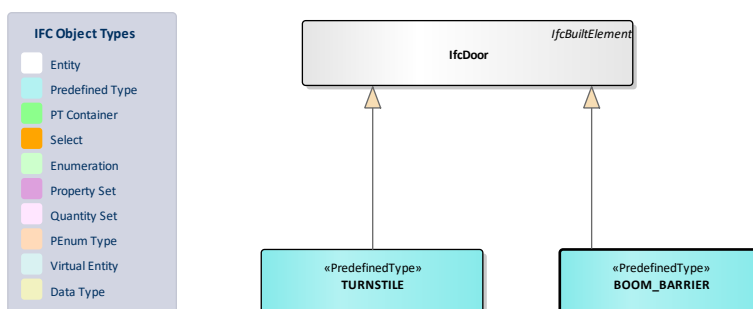 IFC Object Types
Entity
Predefined Type
PT Container
Select
Enumeration
Property Set
Quantity Set
PEnum Type
Virtual Entity
Data Type
IfcBuiltElement
IfcDoor
«PredefinedType»
TURNSTILE
«PredefinedType»
BOOM_BARRIER